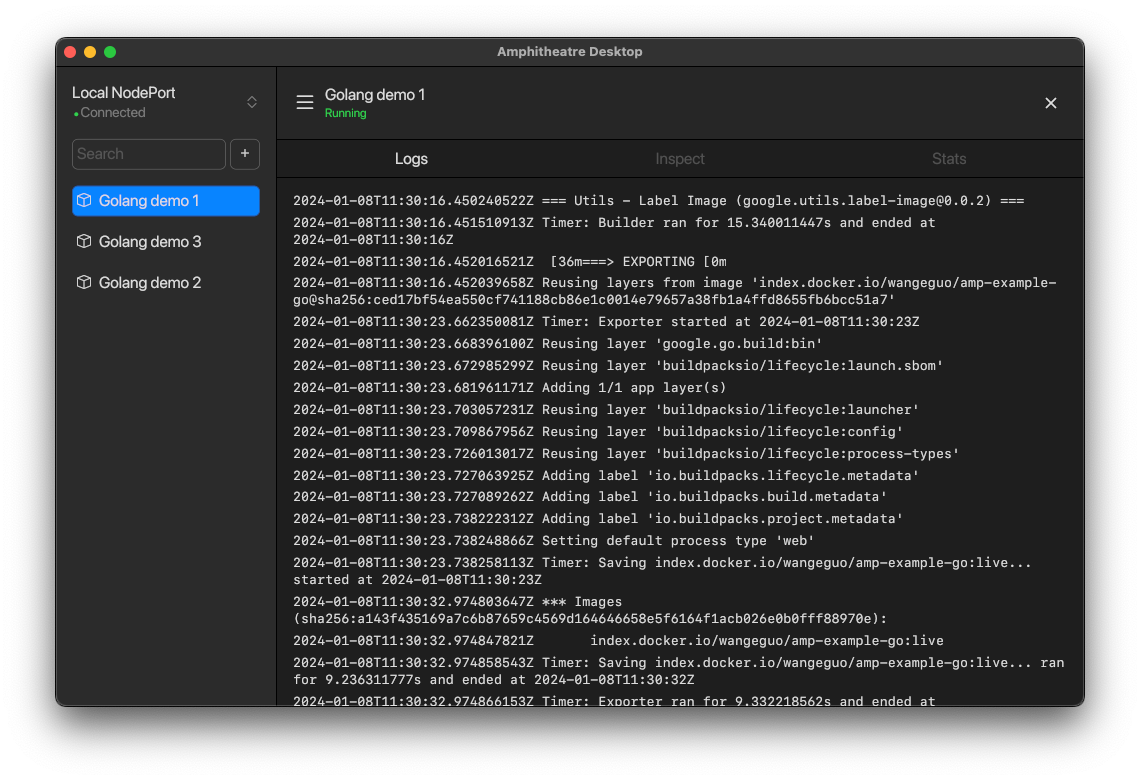 Amphitheatre Desktop
Local NodePort
Connected
Search
+
Golang demo 1
Golang demo 3
Golang demo 2
Golang demo 1
Running
Logs
Inspect
Stats
2024-01-08T11:30:16.450240522Z === Utils - Label Image (google.utils.label-image@0.0.2) ===
2024-01-08T11:30:16.451510913Z Timer: Builder ran for 15.340011447s and ended at
2024-01-08T11:30:16Z
2024-01-08T11:30:16.452016521Z  [36m===> EXPORTING [0m
2024-01-08T11:30:16.452039658Z Reusing layers from image 'index.docker.io/wangeguo/amp-example-
go@sha256:ced17bf54ea550cf741188cb86e1c0014e79657a38fb1a4ffd8655fb6bcc51a7'
2024-01-08T11:30:23.662350081Z Timer: Exporter started at 2024-01-08T11:30:23Z
2024-01-08T11:30:23.668396100Z Reusing layer 'google.go.build:bin'
2024-01-08T11:30:23.672985299Z Reusing layer 'buildpacksio/lifecycle:launch.sbom'
2024-01-08T11:30:23.681961171Z Adding 1/1 app layer(s)
2024-01-08T11:30:23.703057231Z Reusing layer 'buildpacksio/lifecycle:launcher'
2024-01-08T11:30:23.709867956Z Reusing layer 'buildpacksio/lifecycle:config'
2024-01-08T11:30:23.726013017Z Reusing layer 'buildpacksio/lifecycle:process-types'
2024-01-08T11:30:23.727063925Z Adding label 'io.buildpacks.lifecycle.metadata'
2024-01-08T11:30:23.727089262Z Adding label 'io.buildpacks.build.metadata'
2024-01-08T11:30:23.738222312Z Adding label 'io.buildpacks.project.metadata'
2024-01-08T11:30:23.738248866Z Setting default process type 'web'
2024-01-08T11:30:23.738258113Z Timer: Saving index.docker.io/wangeguo/amp-example-go:live...
started at 2024-01-08T11:30:23Z
2024-01-08T11:30:32.974803647Z *** Images
(sha256:a143f435169a7c6b87659c4569d164646658e5f6164f1acb026e0b0fff88970e):
2024-01-08T11:30:32.974847821Z       index.docker.io/wangeguo/amp-example-go:live
2024-01-08T11:30:32.974858543Z Timer: Saving index.docker.io/wangeguo/amp-example-go:live... ran
for 9.236311777s and ended at 2024-01-08T11:30:32Z
2024-01-08T11:30:32.974866153Z Timer: Exporter ran for 9.332218562s and ended at